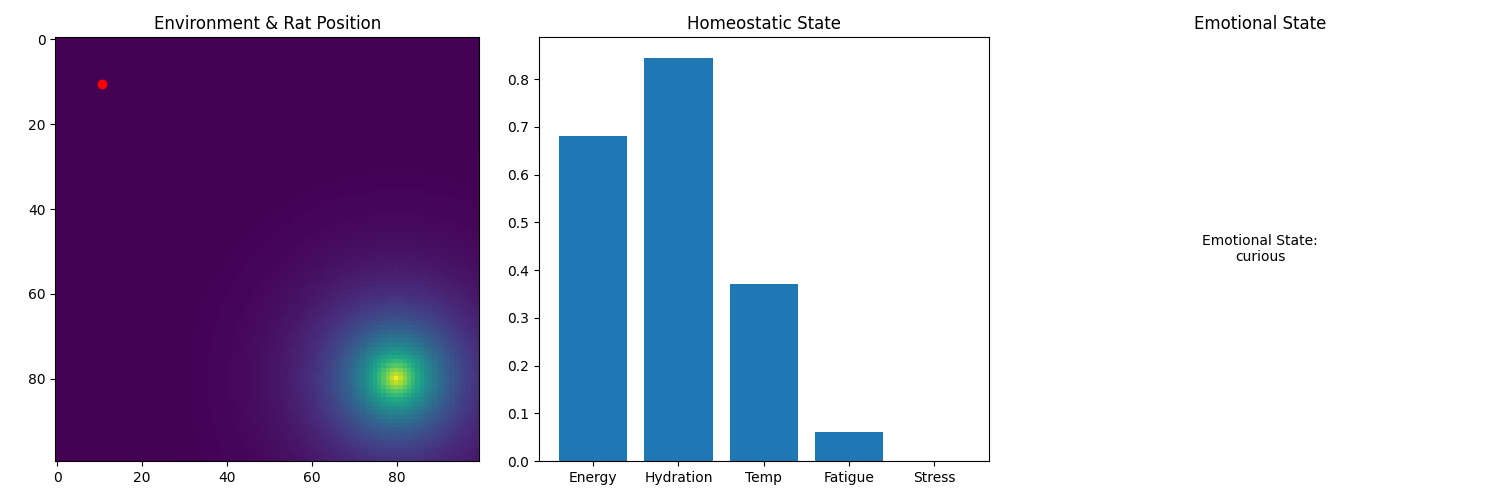 Environment & Rat Position
0
20
40
60
80
0 20 40 60 80
Homeostatic State
0.8
0.7
0.6
0.5
0.4
0.3
0.2
0.1
0.0
Energy Hydration Temp Fatigue Stress
Emotional State
Emotional State:
curious